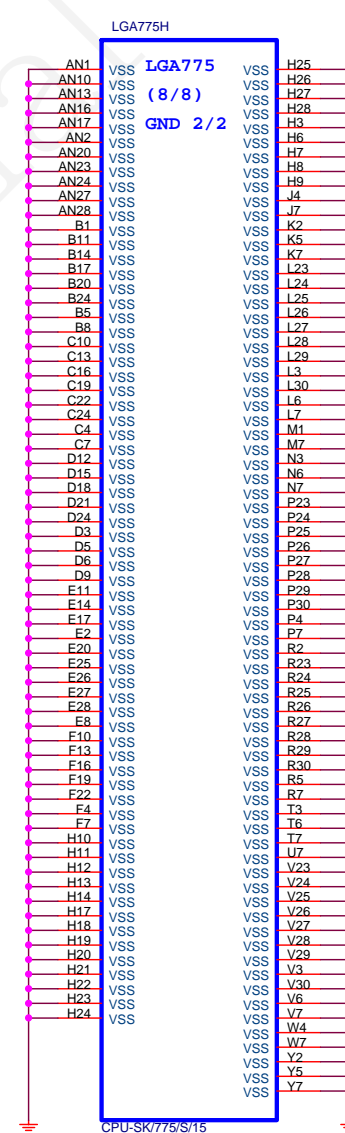 LGA775H
AN1 VSS LGA775 VSS H25
AN10 VSS VSS H26
AN13 VSS (8/8) VSS H27
AN16 VSS VSS H28
AN17 VSS GND 2/2 VSS H3
AN2 VSS VSS H6
AN20 VSS VSS H7
AN23 VSS VSS H8
AN24 VSS VSS H9
AN27 VSS VSS J4
AN28 VSS VSS J7
B1 VSS VSS K2
B11 VSS VSS K5
B14 VSS VSS K7
B17 VSS VSS L23
B20 VSS VSS L24
B24 VSS VSS L25
B5 VSS VSS L26
B8 VSS VSS L27
C10 VSS VSS L28
C13 VSS VSS L29
C16 VSS VSS L3
C19 VSS VSS L30
C22 VSS VSS L6
C24 VSS VSS L7
C4 VSS VSS M1
C7 VSS VSS M7
D12 VSS VSS N3
D15 VSS VSS N6
D18 VSS VSS N7
D21 VSS VSS P23
D24 VSS VSS P24
D3 VSS VSS P25
D5 VSS VSS P26
D6 VSS VSS P27
D9 VSS VSS P28
E11 VSS VSS P29
E14 VSS VSS P30
E17 VSS VSS P4
E2 VSS VSS P7
E20 VSS VSS R2
E25 VSS VSS R23
E26 VSS VSS R24
E27 VSS VSS R25
E28 VSS VSS R26
E8 VSS VSS R27
F10 VSS VSS R28
F13 VSS VSS R29
F16 VSS VSS R30
F19 VSS VSS R5
F22 VSS VSS R7
F4 VSS VSS T3
F7 VSS VSS T6
H10 VSS VSS T7
H11 VSS VSS U7
H12 VSS VSS V23
H13 VSS VSS V24
H14 VSS VSS V25
H17 VSS VSS V26
H18 VSS VSS V27
H19 VSS VSS V28
H20 VSS VSS V29
H21 VSS VSS V3
H22 VSS VSS V30
H23 VSS VSS V6
H24 VSS VSS V7
VSS W4
VSS W7
VSS Y2
VSS Y5
VSS Y7
CPU-SK/775/S/15